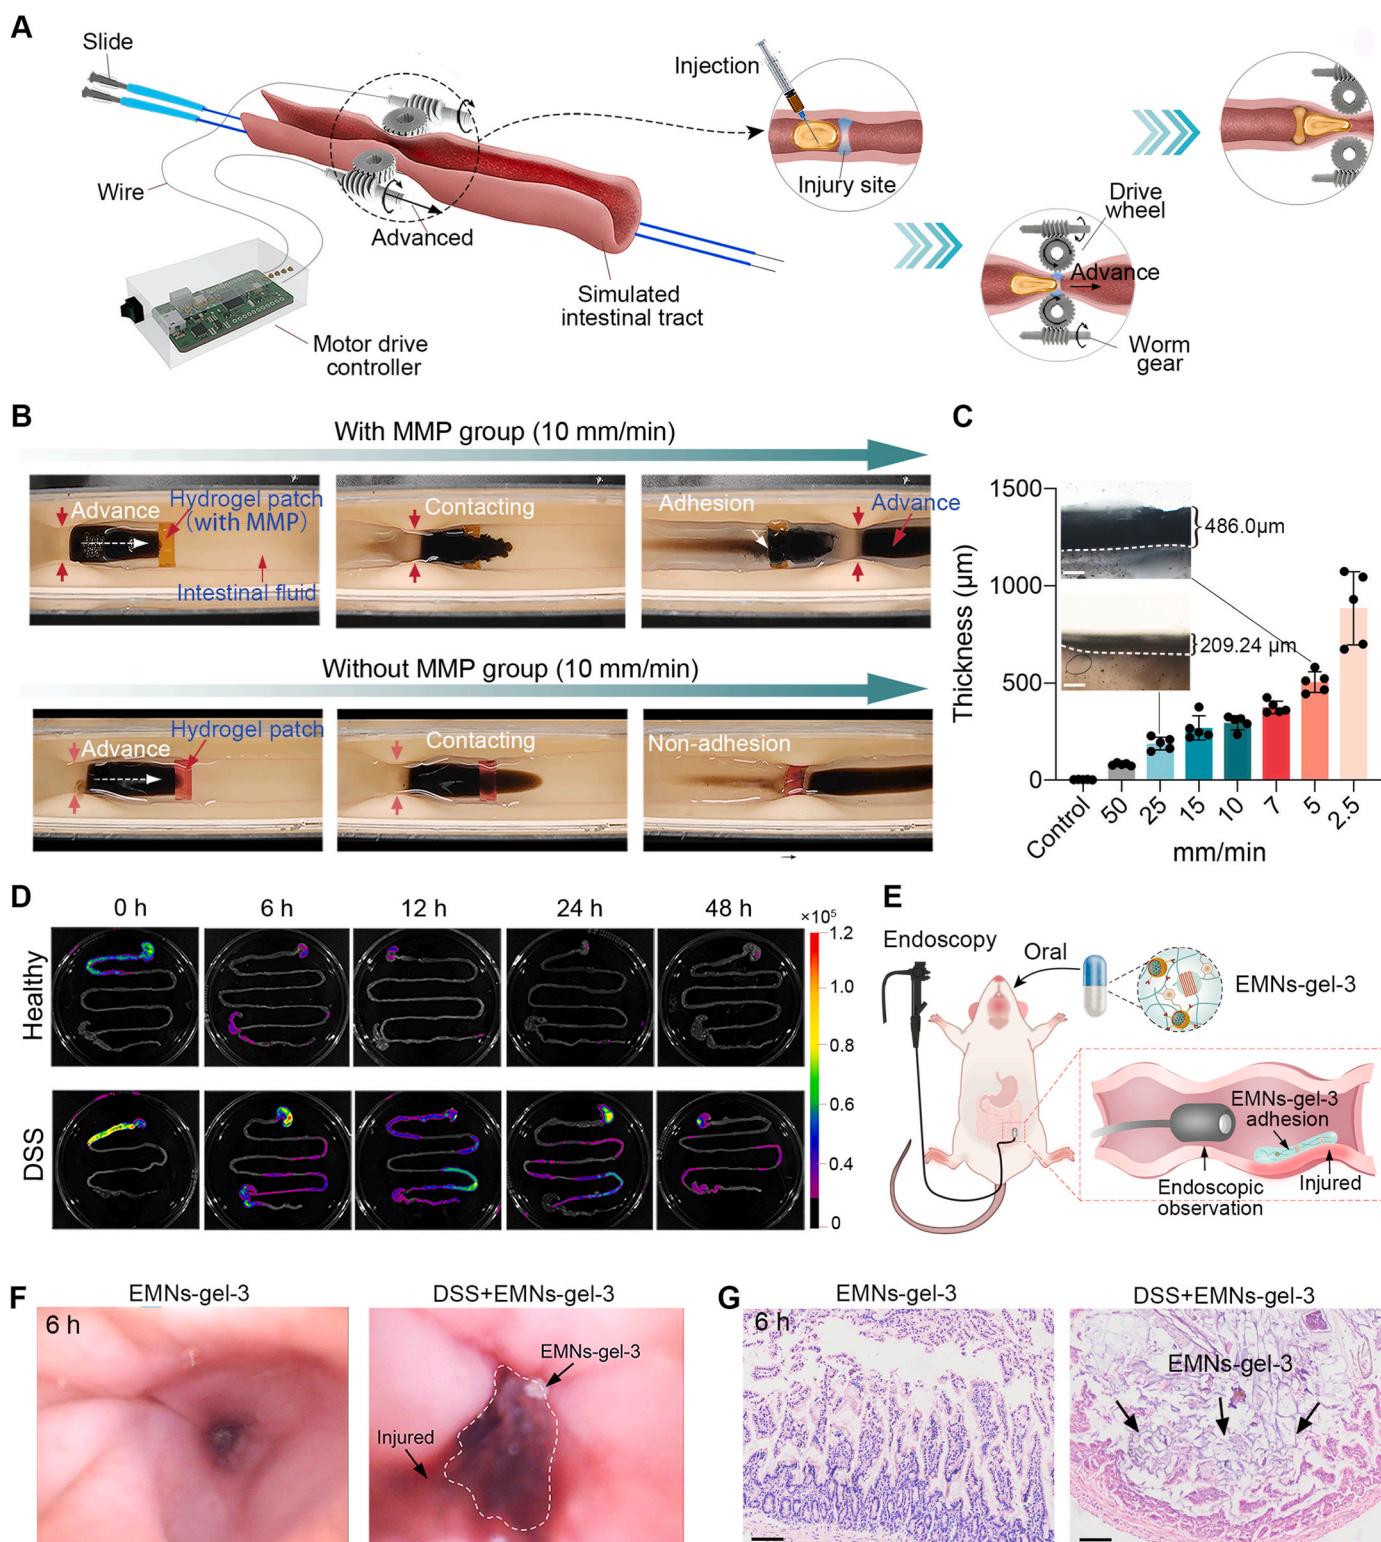 A
Slide
Injection
Wire
Advanced
Injury site
Drive
wheel
Advance
Simulated
intestinal tract
Motor drive
controller
Worm
gear
B
With MMP group (10 mm/min)
Advance
Hydrogel patch
(with MMP)
Intestinal fluid
Contacting
Adhesion
Advance
Without MMP group (10 mm/min)
Advance
Hydrogel patch
Contacting
Non-adhesion
C
Thickness (μm)
1500
1000
500
0
486.0μm
209.24 μm
Control
50
25
15
10
7
5
2.5
mm/min
D
0 h
6 h
12 h
24 h
48 h
Healthy
DSS
×10⁵
1.2
1.0
0.8
0.6
0.4
0
E
Endoscopy
Oral
EMNs-gel-3
EMNs-gel-3
adhesion
Endoscopic
observation
Injured
F
EMNs-gel-3
DSS+EMNs-gel-3
6 h
EMNs-gel-3
Injured
G
EMNs-gel-3
DSS+EMNs-gel-3
6 h
EMNs-gel-3